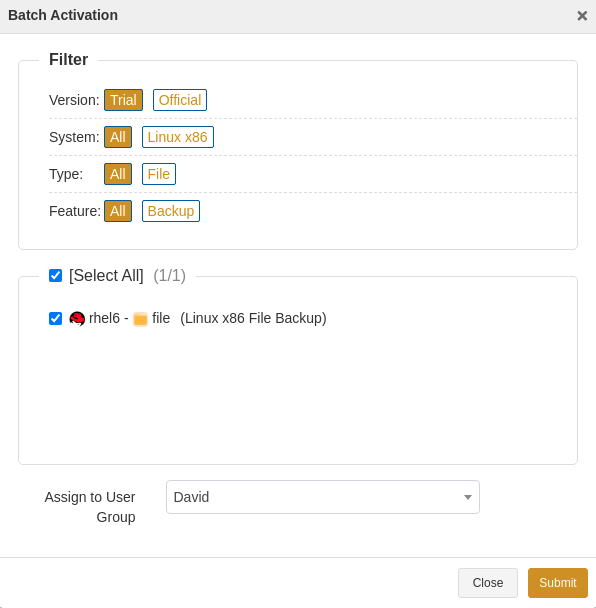 Batch Activation
Filter
Version: Trial Official
System: All Linux x86
Type: All File
Feature: All Backup
[Select All] (1/1)
rhel6 - file (Linux x86 File Backup)
Assign to User
Group
David
Close Submit